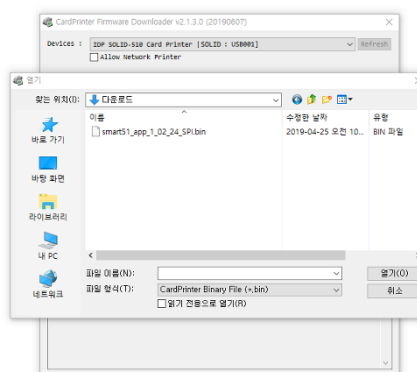 CardPrinter Firmware Downloader v2.1.3.0 (20190607)
Devices : IDP SOLID-510 Card Printer [SOLID : USB001] Refresh
Allow Network Printer
열기
찾는 위치(I): 다운로드
이름 수정한 날짜 유형
smart51_app_1_02_24_SPI.bin 2019-04-25 오전 10... BIN 파일
바로 가기
바탕 화면
라이브러리
내 PC
네트워크
파일 이름(N): 열기(O)
파일 형식(T): CardPrinter Binary File (*.bin) 취소
읽기 전용으로 열기(R)